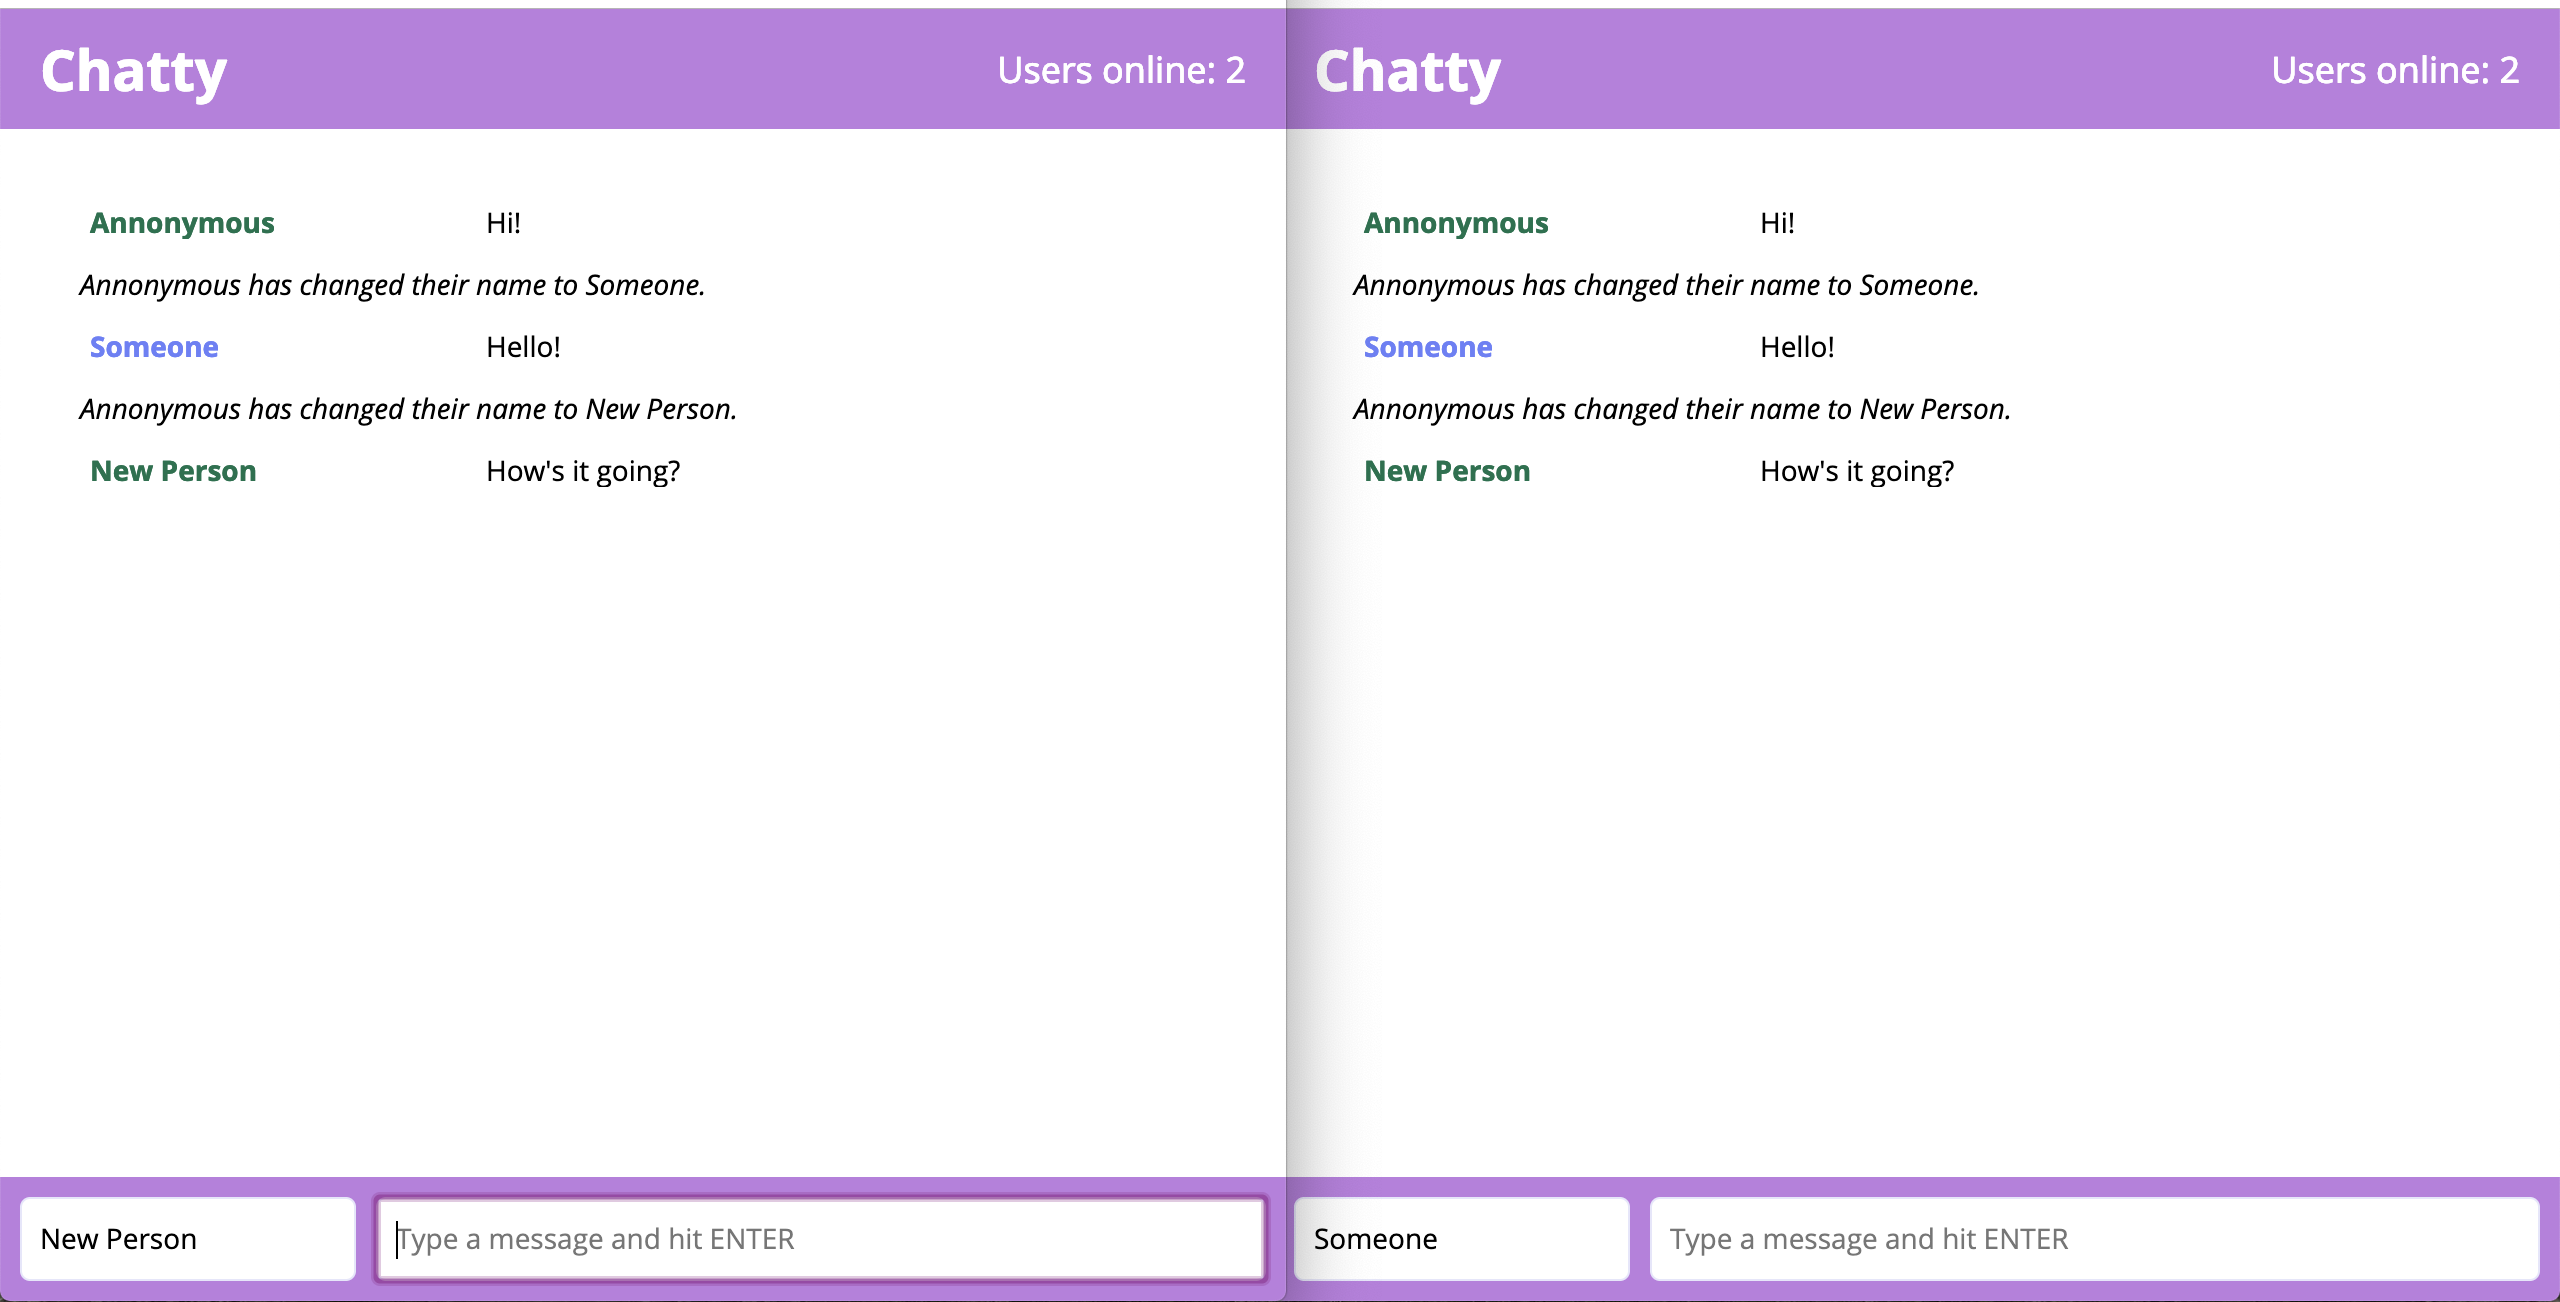 Chatty
Users online: 2
Annonymous Hi!
Annonymous has changed their name to Someone.
Someone Hello!
Annonymous has changed their name to New Person.
New Person How's it going?
New Person
Type a message and hit ENTER
Chatty
Users online: 2
Annonymous Hi!
Annonymous has changed their name to Someone.
Someone Hello!
Annonymous has changed their name to New Person.
New Person How's it going?
Someone
Type a message and hit ENTER